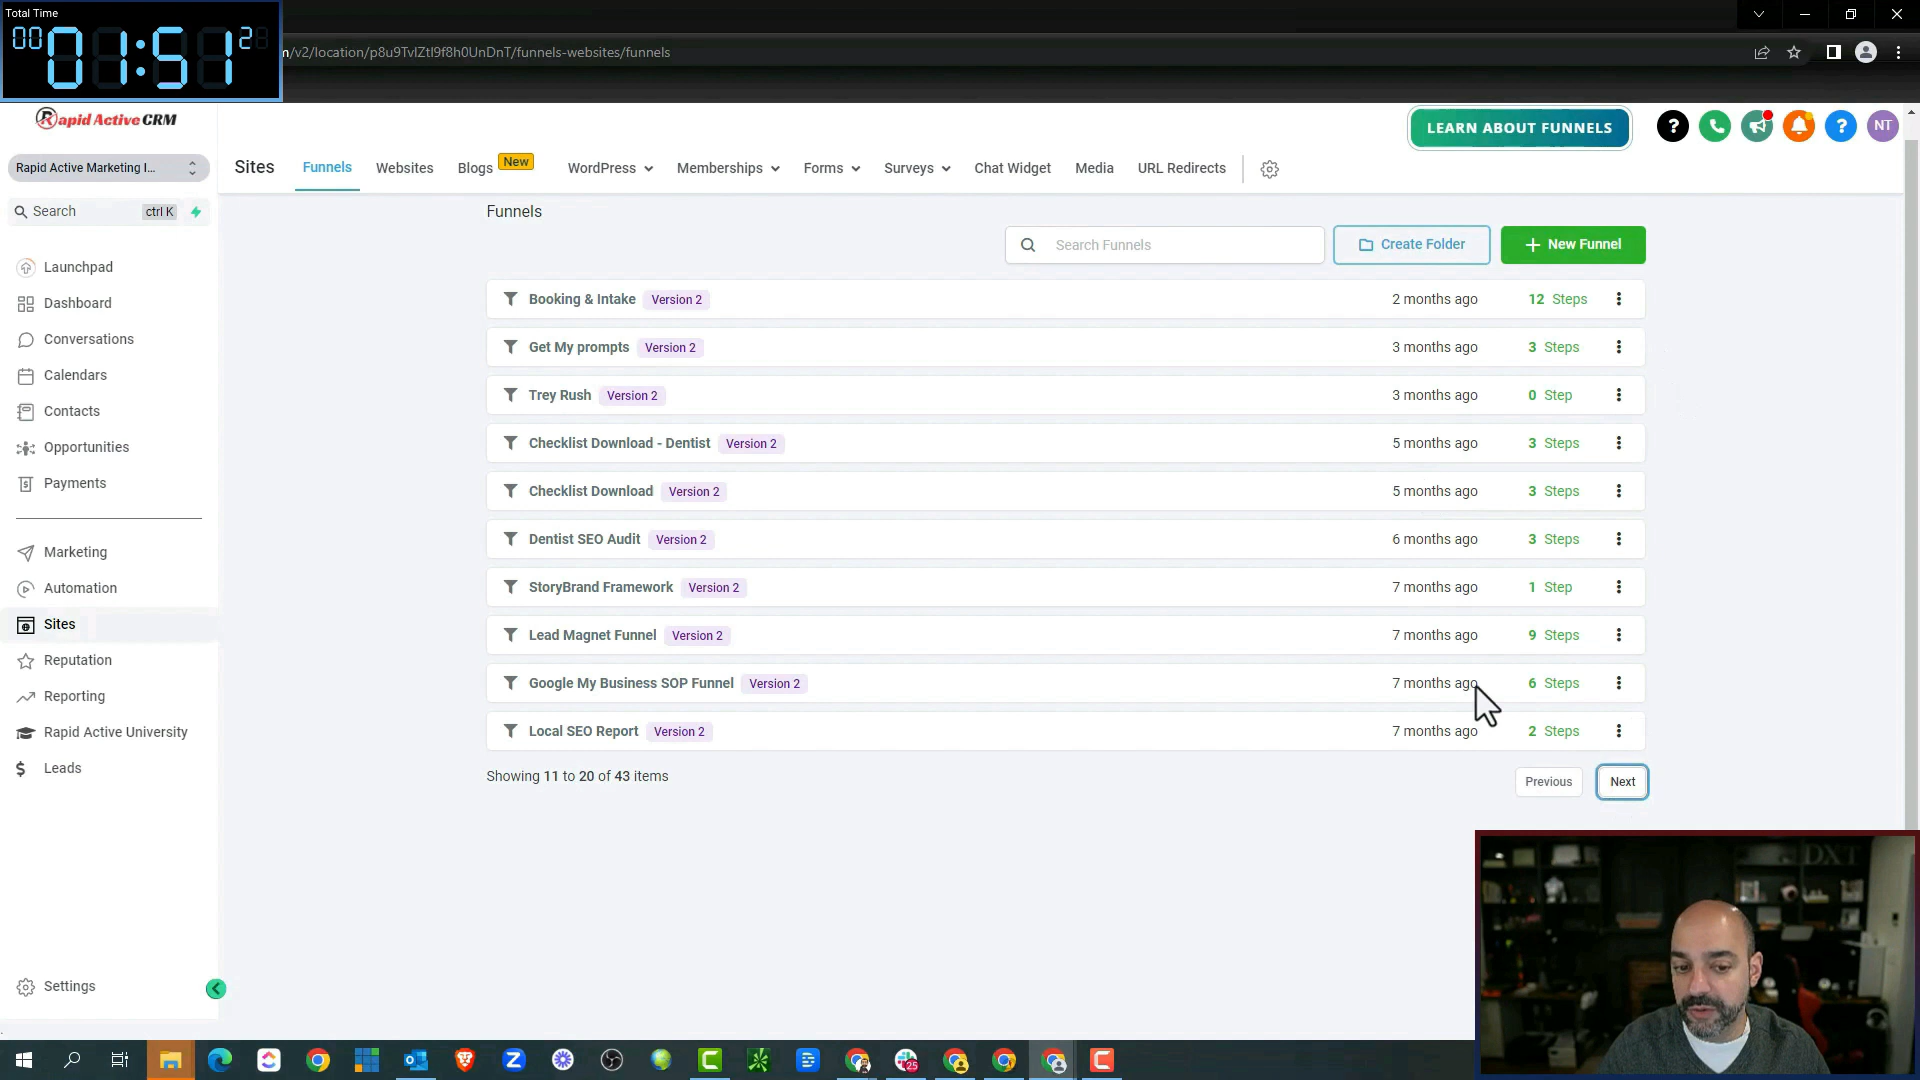 Total Time
00 01:51 2
/v2/location/p8u9TvlZtI9f8h0UnDnT/funnels-websites/funnels
Rapid Active CRM
LEARN ABOUT FUNNELS
NT
Rapid Active Marketing I...
Sites
Funnels
Websites
Blogs
New
WordPress
Memberships
Forms
Surveys
Chat Widget
Media
URL Redirects
Search
ctrl K
Funnels
Search Funnels
Create Folder
New Funnel
Launchpad
Dashboard
Conversations
Calendars
Contacts
Opportunities
Payments
Marketing
Automation
Sites
Reputation
Reporting
Rapid Active University
Leads
Settings
Booking & Intake Version 2 2 months ago 12 Steps
Get My prompts Version 2 3 months ago 3 Steps
Trey Rush Version 2 3 months ago 0 Step
Checklist Download - Dentist Version 2 5 months ago 3 Steps
Checklist Download Version 2 5 months ago 3 Steps
Dentist SEO Audit Version 2 6 months ago 3 Steps
StoryBrand Framework Version 2 7 months ago 1 Step
Lead Magnet Funnel Version 2 7 months ago 9 Steps
Google My Business SOP Funnel Version 2 7 months ago 6 Steps
Local SEO Report Version 2 7 months ago 2 Steps
Showing 11 to 20 of 43 items
Previous
Next
DXT
25